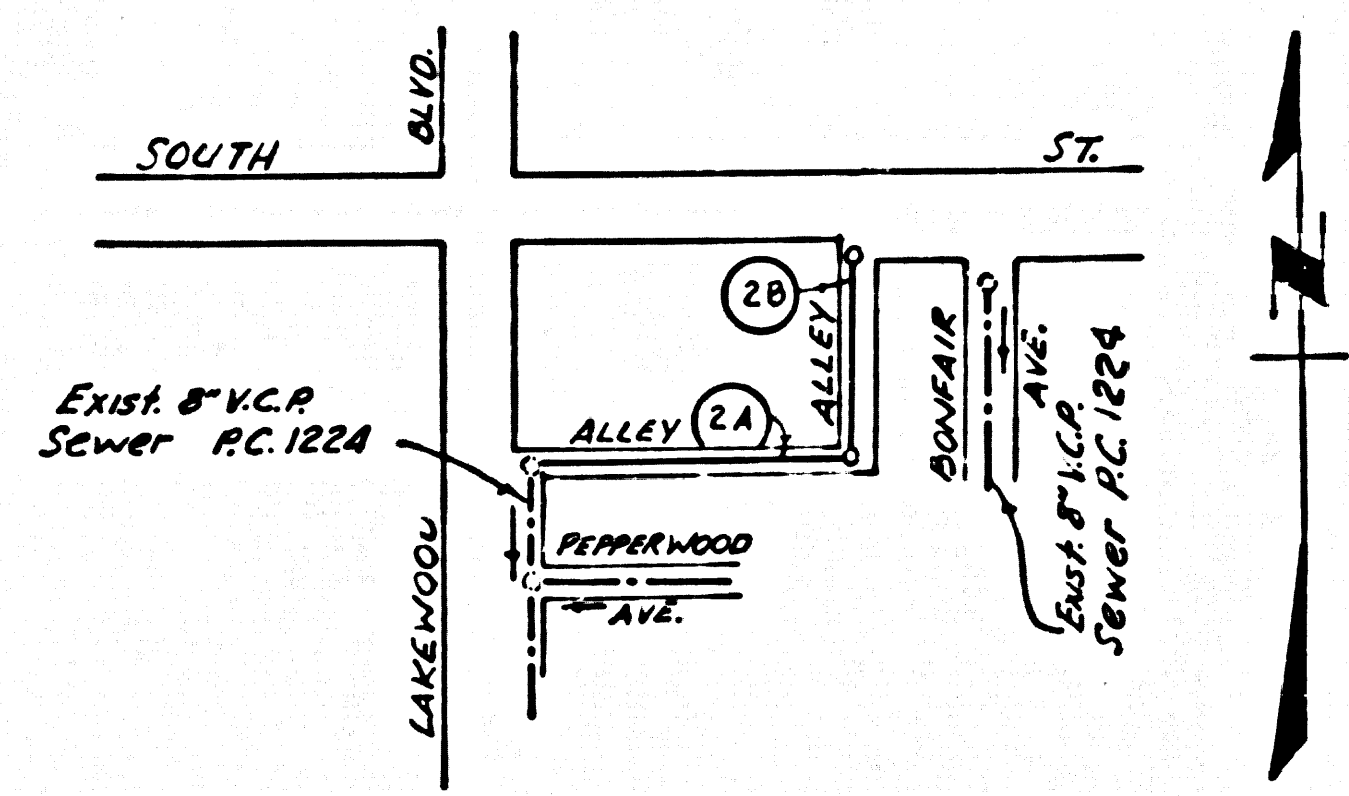 BLVD.
SOUTH
ST.
2B
ALLEY
BONFAIR
AVE.
Exist. 8" V.C.P.
Sewer P.C. 1224
Exist. 8" V.C.P.
Sewer P.C. 1224
ALLEY
2A
LAKEWOOD
PEPPERWOOD
AVE.
N